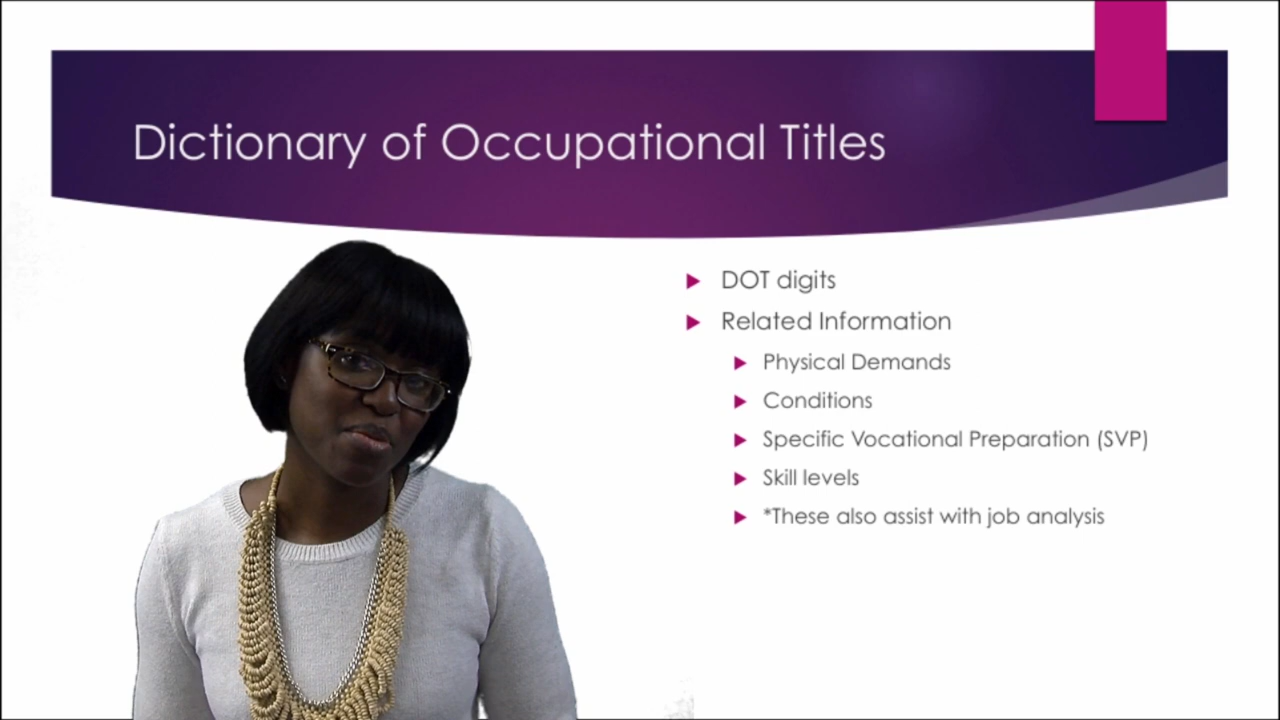 Dictionary of Occupational Titles
DOT digits
Related Information
Physical Demands
Conditions
Specific Vocational Preparation (SVP)
Skill levels
*These also assist with job analysis